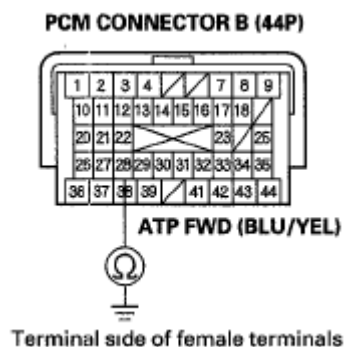 PCM CONNECTOR B (44P)
1 2 3 4 7 8 9
10 11 12 13 14 15 16 17 18
20 21 22 23 25
26 27 28 29 30 31 32 33 34 35
36 37 38 39 41 42 43 44
ATP FWD (BLU/YEL)
Ω
Terminal side of female terminals